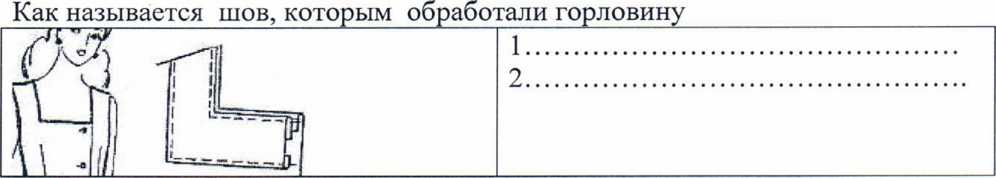 Как называется шов, которым обработали горловину
1…………………………………………
2…………………………………………